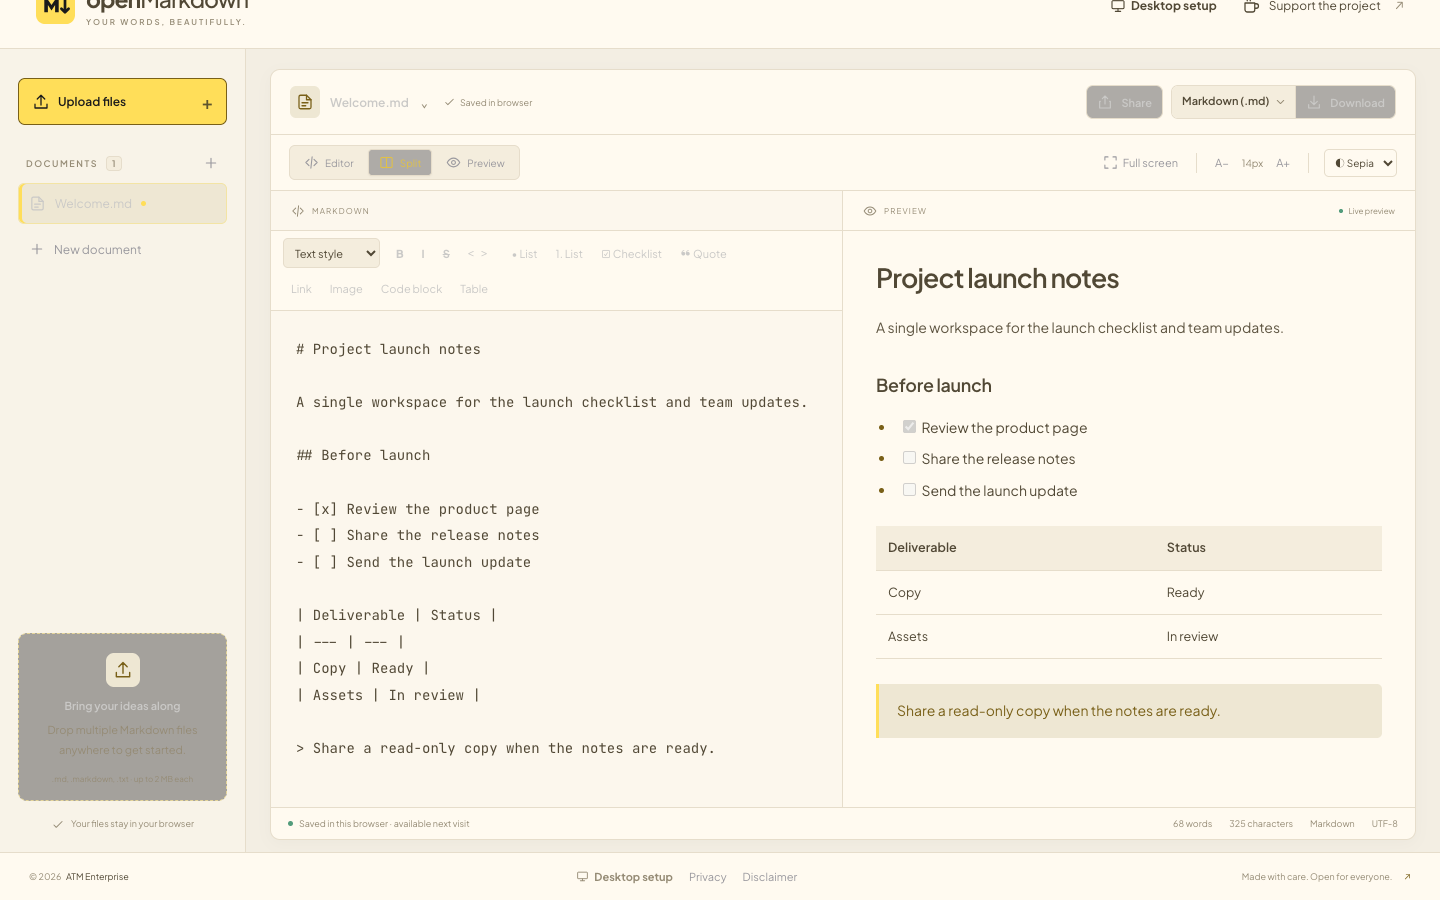 M↓ openMarkdown
YOUR WORDS, BEAUTIFULLY.
Desktop setup
Support the project ↗
Upload files +
DOCUMENTS 1 +
Welcome.md
+ New document
Bring your ideas along
Drop multiple Markdown files
anywhere to get started.
.md, .markdown, .txt · up to 2 MB each
Your files stay in your browser
Welcome.md
Saved in browser
Share
Markdown (.md)
Download
Editor
Split
Preview
Full screen
A− 14px A+
Sepia
MARKDOWN
Text style B I S < > • List 1. List ☑ Checklist ❝ Quote
Link Image Code block Table
# Project launch notes
A single workspace for the launch checklist and team updates.
## Before launch
- [x] Review the product page
- [ ] Share the release notes
- [ ] Send the launch update
| Deliverable | Status |
| --- | --- |
| Copy | Ready |
| Assets | In review |
> Share a read-only copy when the notes are ready.
PREVIEW
Live preview
Project launch notes
A single workspace for the launch checklist and team updates.
Before launch
• Review the product page
• Share the release notes
• Send the launch update
Deliverable Status
Copy Ready
Assets In review
Share a read-only copy when the notes are ready.
Saved in this browser · available next visit
68 words 325 characters Markdown UTF-8
© 2026 ATM Enterprise
Desktop setup Privacy Disclaimer
Made with care. Open for everyone. ↗